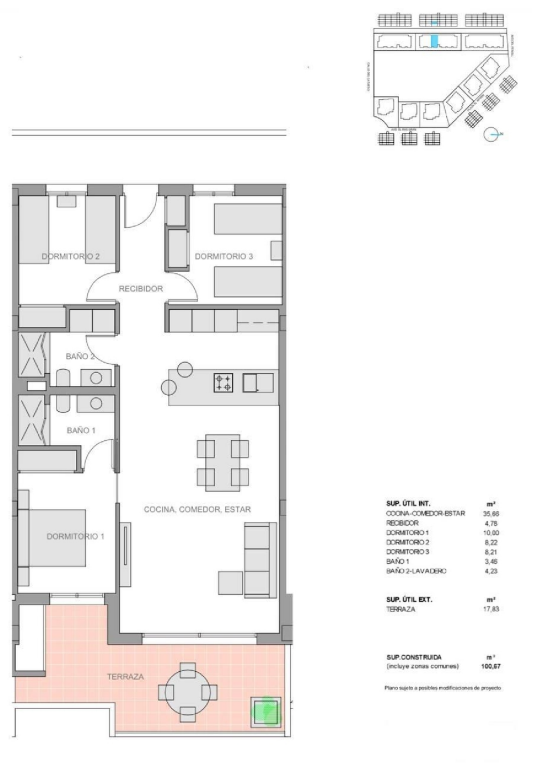 DORMITORIO 2
DORMITORIO 3
RECIBIDOR
BAÑO 2
BAÑO 1
COCINA, COMEDOR, ESTAR
DORMITORIO 1
TERRAZA
SUP. ÚTIL INT. m²
COCINA-COMEDOR-ESTAR 35,66
RECIBIDOR 4,78
DORMITORIO 1 10,00
DORMITORIO 2 8,22
DORMITORIO 3 8,21
BAÑO 1 3,46
BAÑO 2-LAVADERO 4,23
SUP. ÚTIL EXT. m²
TERRAZA 17,83
SUP. CONSTRUIDA m²
(incluye zonas comunes) 100,67
Plano sujeto a posibles modificaciones de proyecto